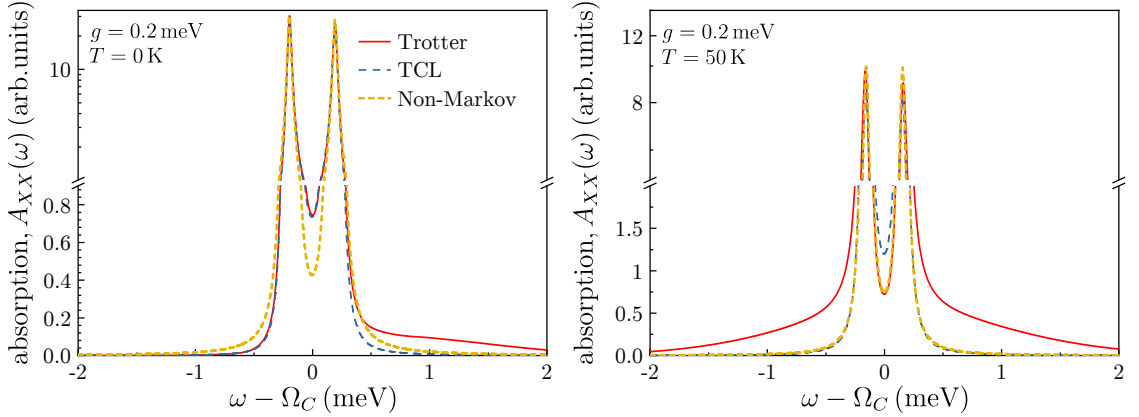 absorption, A_XX(ω) (arb.units)
10
0.8
0.6
0.4
0.2
0.0
g = 0.2 meV
T = 0 K
Trotter
TCL
Non-Markov
-2 -1 0 1 2
ω − Ω_C (meV)
absorption, A_XX(ω) (arb.units)
12
8
1.5
1
0.5
0.0
g = 0.2 meV
T = 50 K
-2 -1 0 1 2
ω − Ω_C (meV)